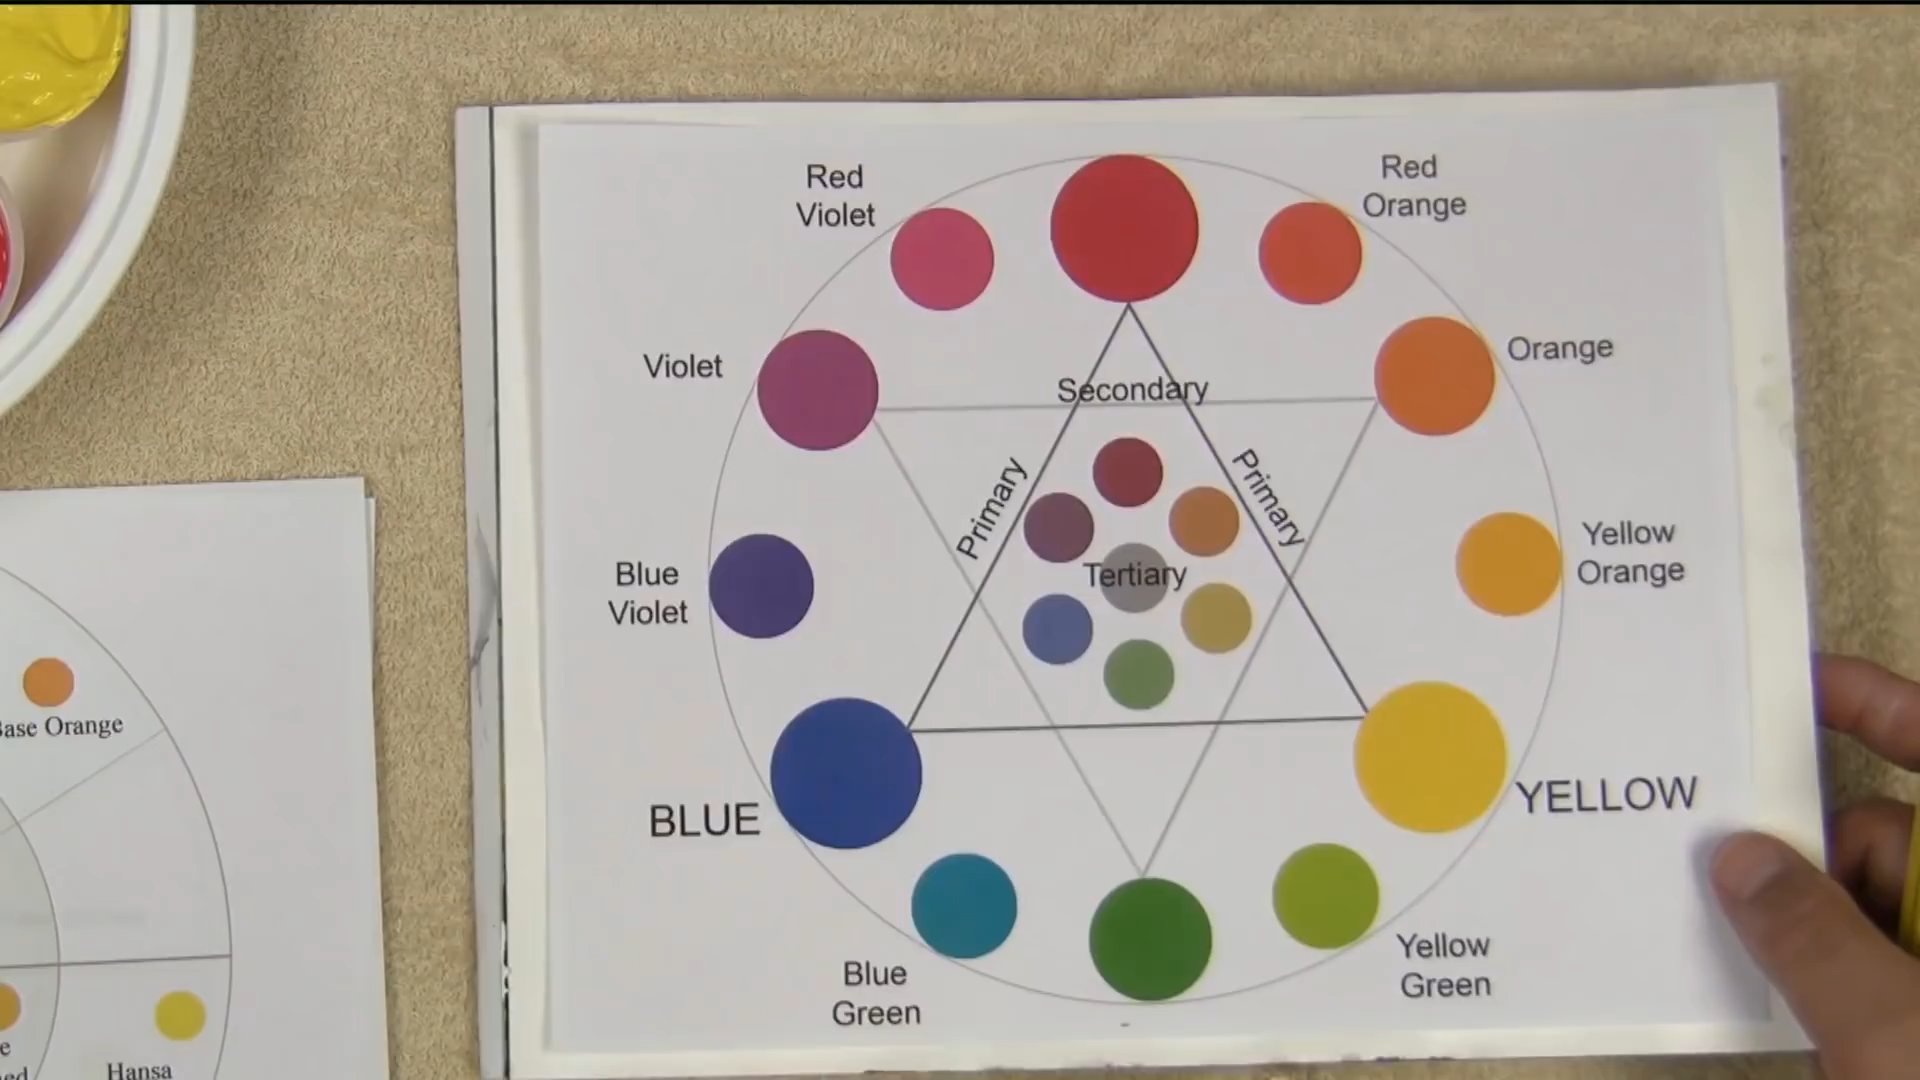 Red
Violet
Red
Orange
Violet
Secondary
Orange
Primary
Primary
Blue
Violet
Tertiary
Yellow
Orange
BLUE
YELLOW
Blue
Green
Yellow
Green
Base Orange
Hansa